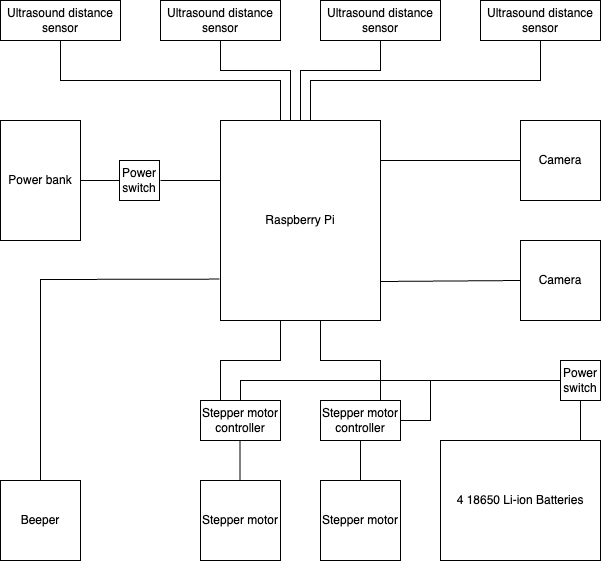 Ultrasound distance
sensor
Ultrasound distance
sensor
Ultrasound distance
sensor
Ultrasound distance
sensor
Power bank
Power
switch
Raspberry Pi
Camera
Camera
Power
switch
Stepper motor
controller
Stepper motor
controller
Beeper
Stepper motor
Stepper motor
4 18650 Li-ion Batteries